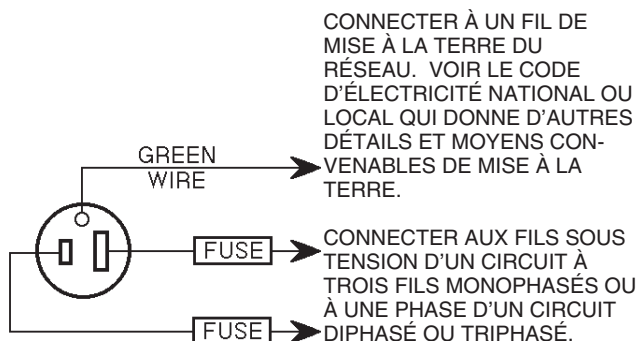 CONNECTER À UN FIL DE
MISE À LA TERRE DU
RÉSEAU. VOIR LE CODE
D'ÉLECTRICITÉ NATIONAL OU
LOCAL QUI DONNE D'AUTRES
DÉTAILS ET MOYENS CON-
VENABLES DE MISE À LA
TERRE.
GREEN
WIRE
CONNECTER AUX FILS SOUS
TENSION D'UN CIRCUIT À
TROIS FILS MONOPHASÉS OU
À UNE PHASE D'UN CIRCUIT
DIPHASÉ OU TRIPHASÉ.
FUSE
FUSE